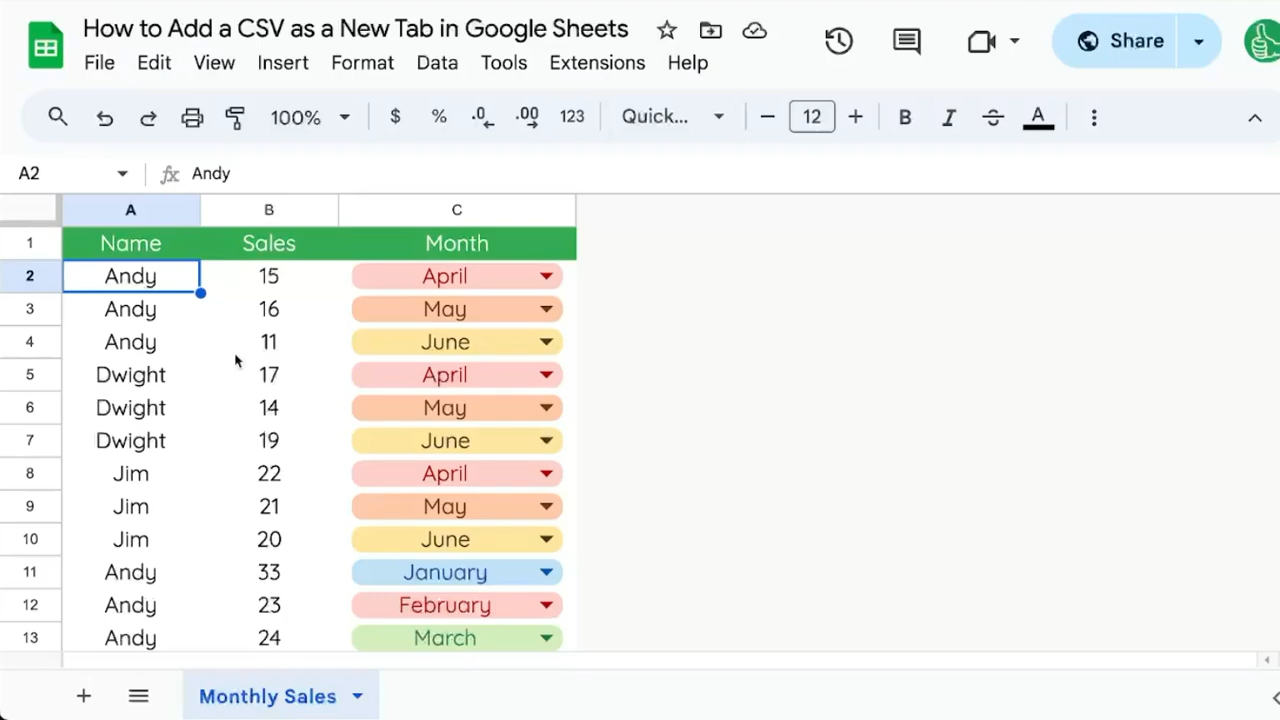 How to Add a CSV as a New Tab in Google Sheets
Share
File Edit View Insert Format Data Tools Extensions Help
100% $ % .0 .00 123 Quick... − 12 + B I S A
A2 fx Andy
A B C
1 Name Sales Month
2 Andy 15 April
3 Andy 16 May
4 Andy 11 June
5 Dwight 17 April
6 Dwight 14 May
7 Dwight 19 June
8 Jim 22 April
9 Jim 21 May
10 Jim 20 June
11 Andy 33 January
12 Andy 23 February
13 Andy 24 March
+ Monthly Sales